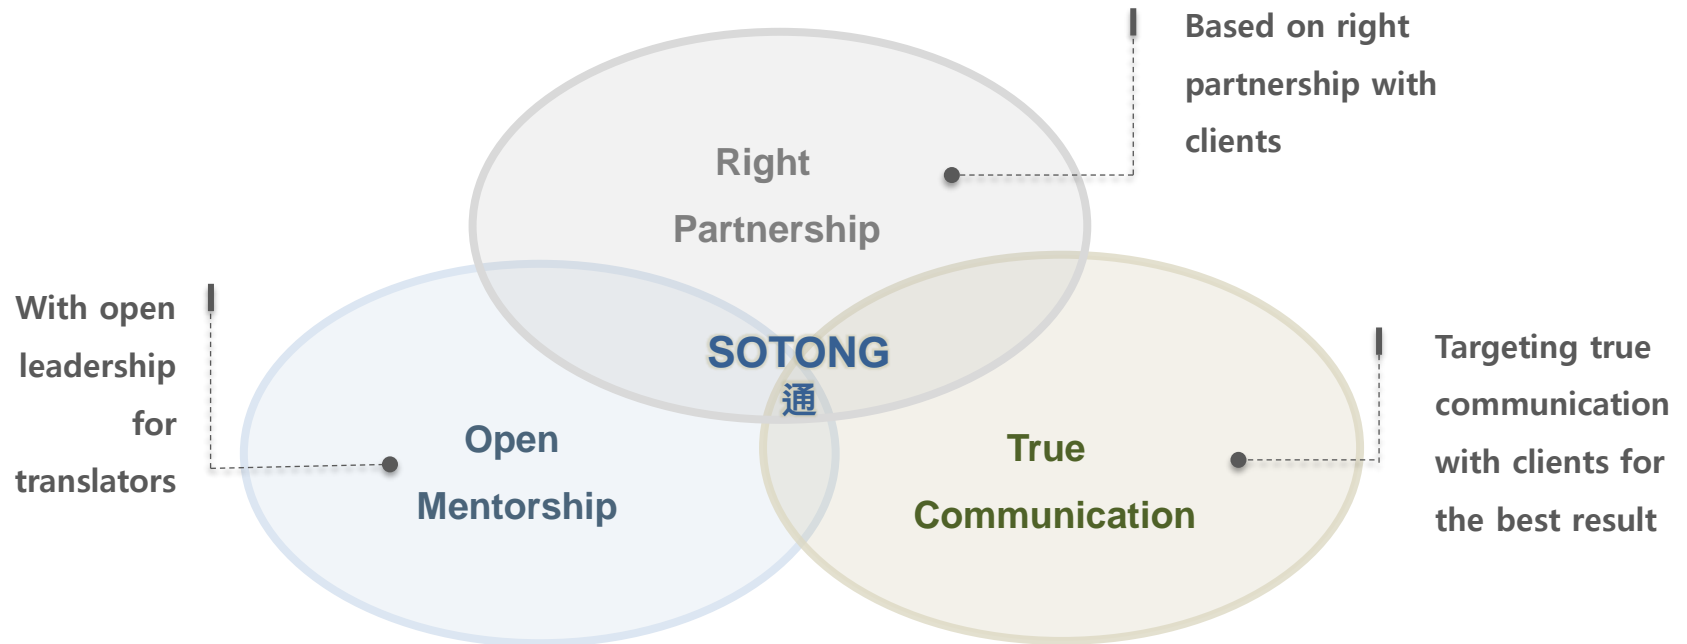 Based on right
partnership with
clients
Right
Partnership
With open
leadership
for
translators
SOTONG
通
Open
Mentorship
True
Communication
Targeting true
communication
with clients for
the best result